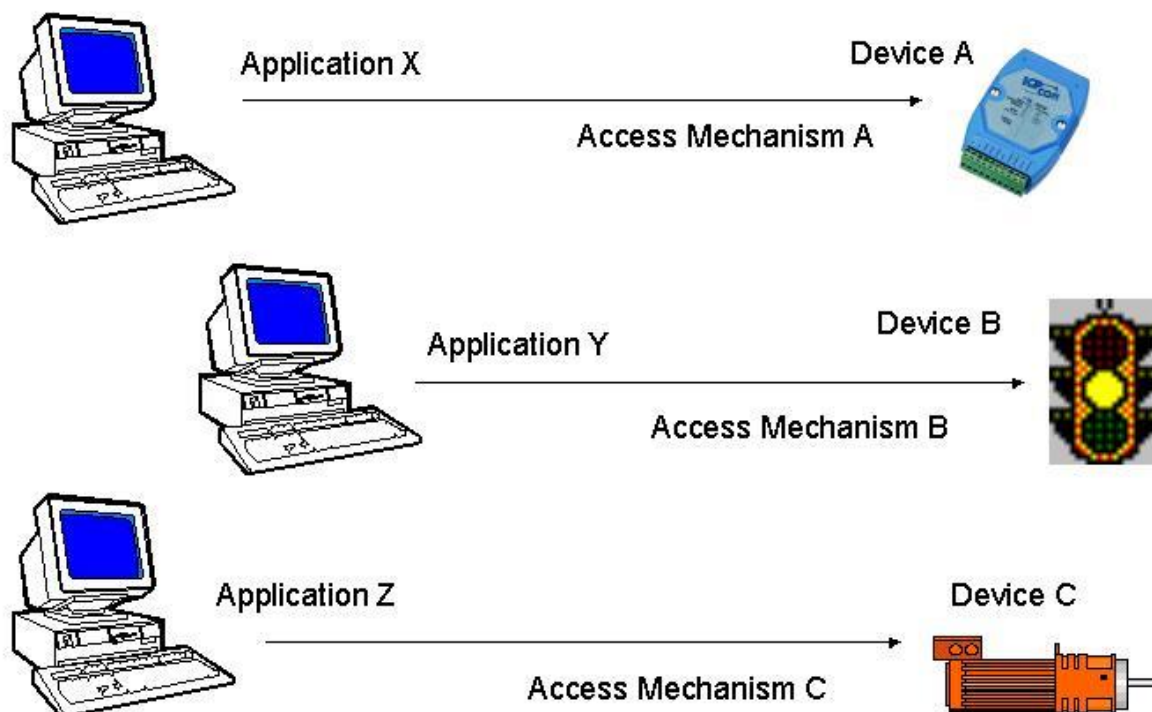 Application X
Device A
Access Mechanism A
Application Y
Device B
Access Mechanism B
Application Z
Device C
Access Mechanism C